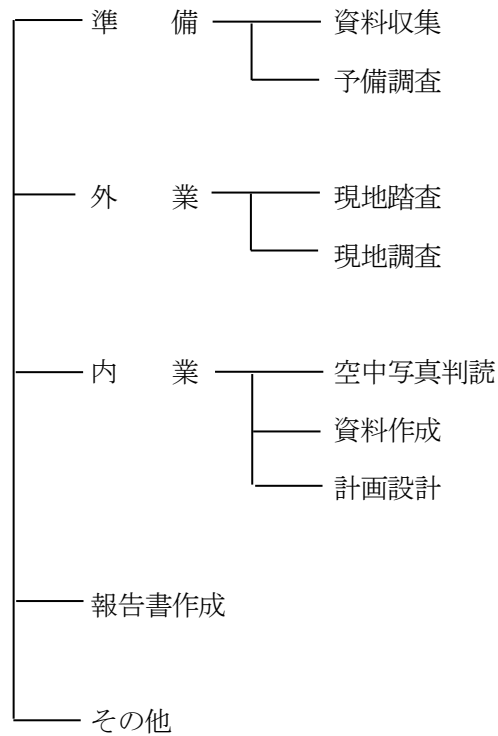 準 備 資料収集
予備調査
外 業 現地踏査
現地調査
内 業 空中写真判読
資料作成
計画設計
報告書作成
その他